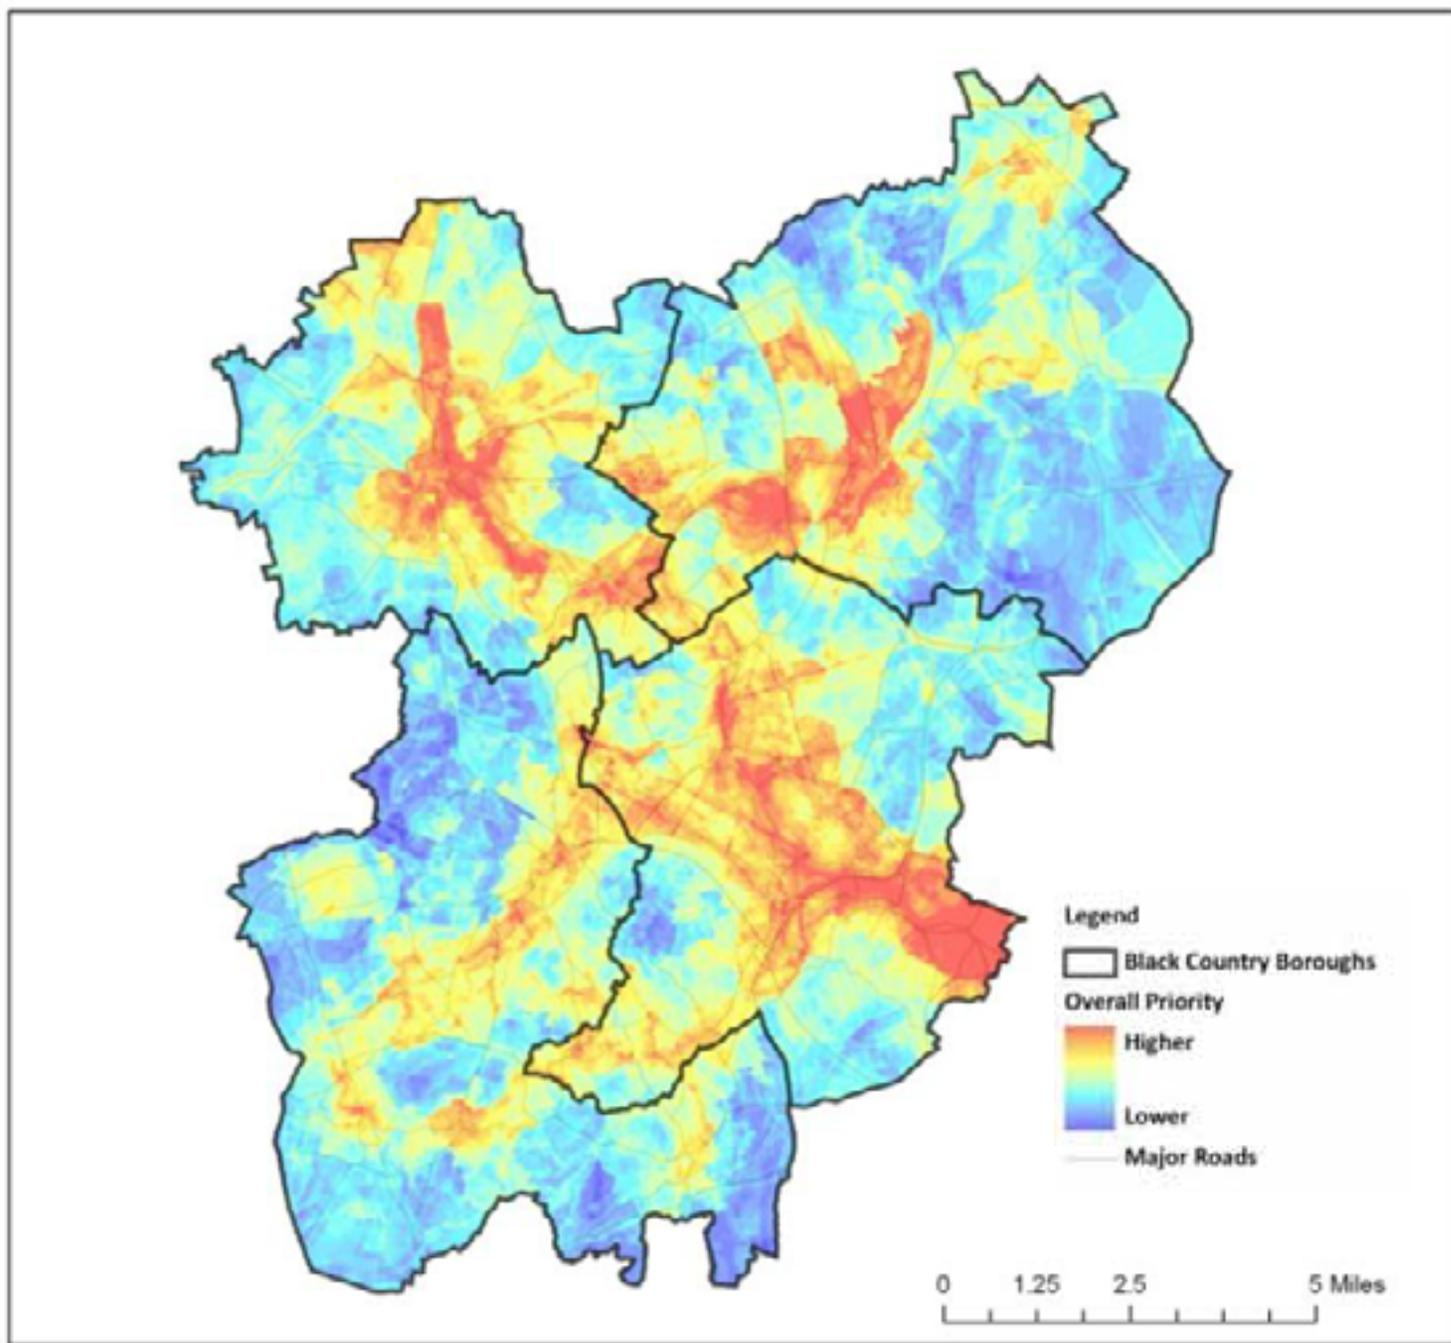 Legend
Black Country Boroughs
Overall Priority
Higher
Lower
Major Roads
0 1.25 2.5 5 Miles